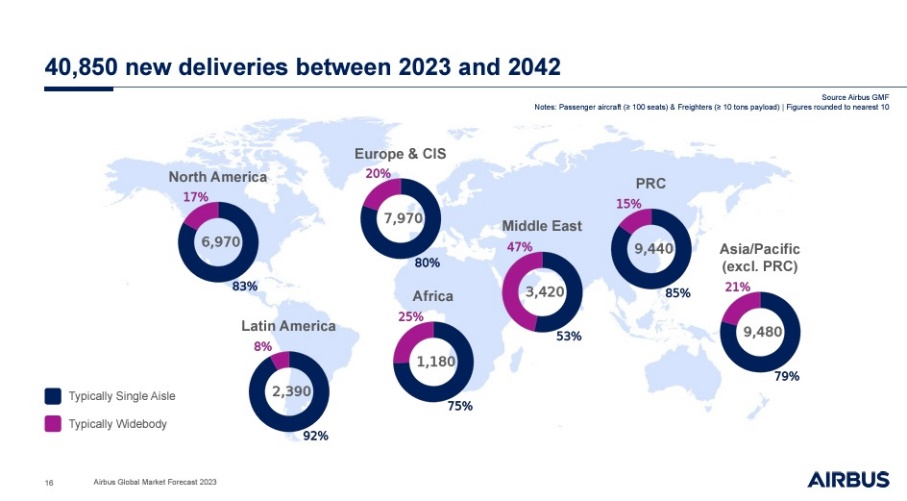 40,850 new deliveries between 2023 and 2042
Source Airbus GMF
Notes: Passenger aircraft (≥ 100 seats) & Freighters (≥ 10 tons payload) | Figures rounded to nearest 10
North America
17%
6,970
83%
Europe & CIS
20%
7,970
80%
PRC
15%
9,440
85%
Middle East
47%
3,420
53%
Asia/Pacific
(excl. PRC)
21%
9,480
79%
Africa
25%
1,180
75%
Latin America
8%
2,390
92%
Typically Single Aisle
Typically Widebody
16
Airbus Global Market Forecast 2023
AIRBUS